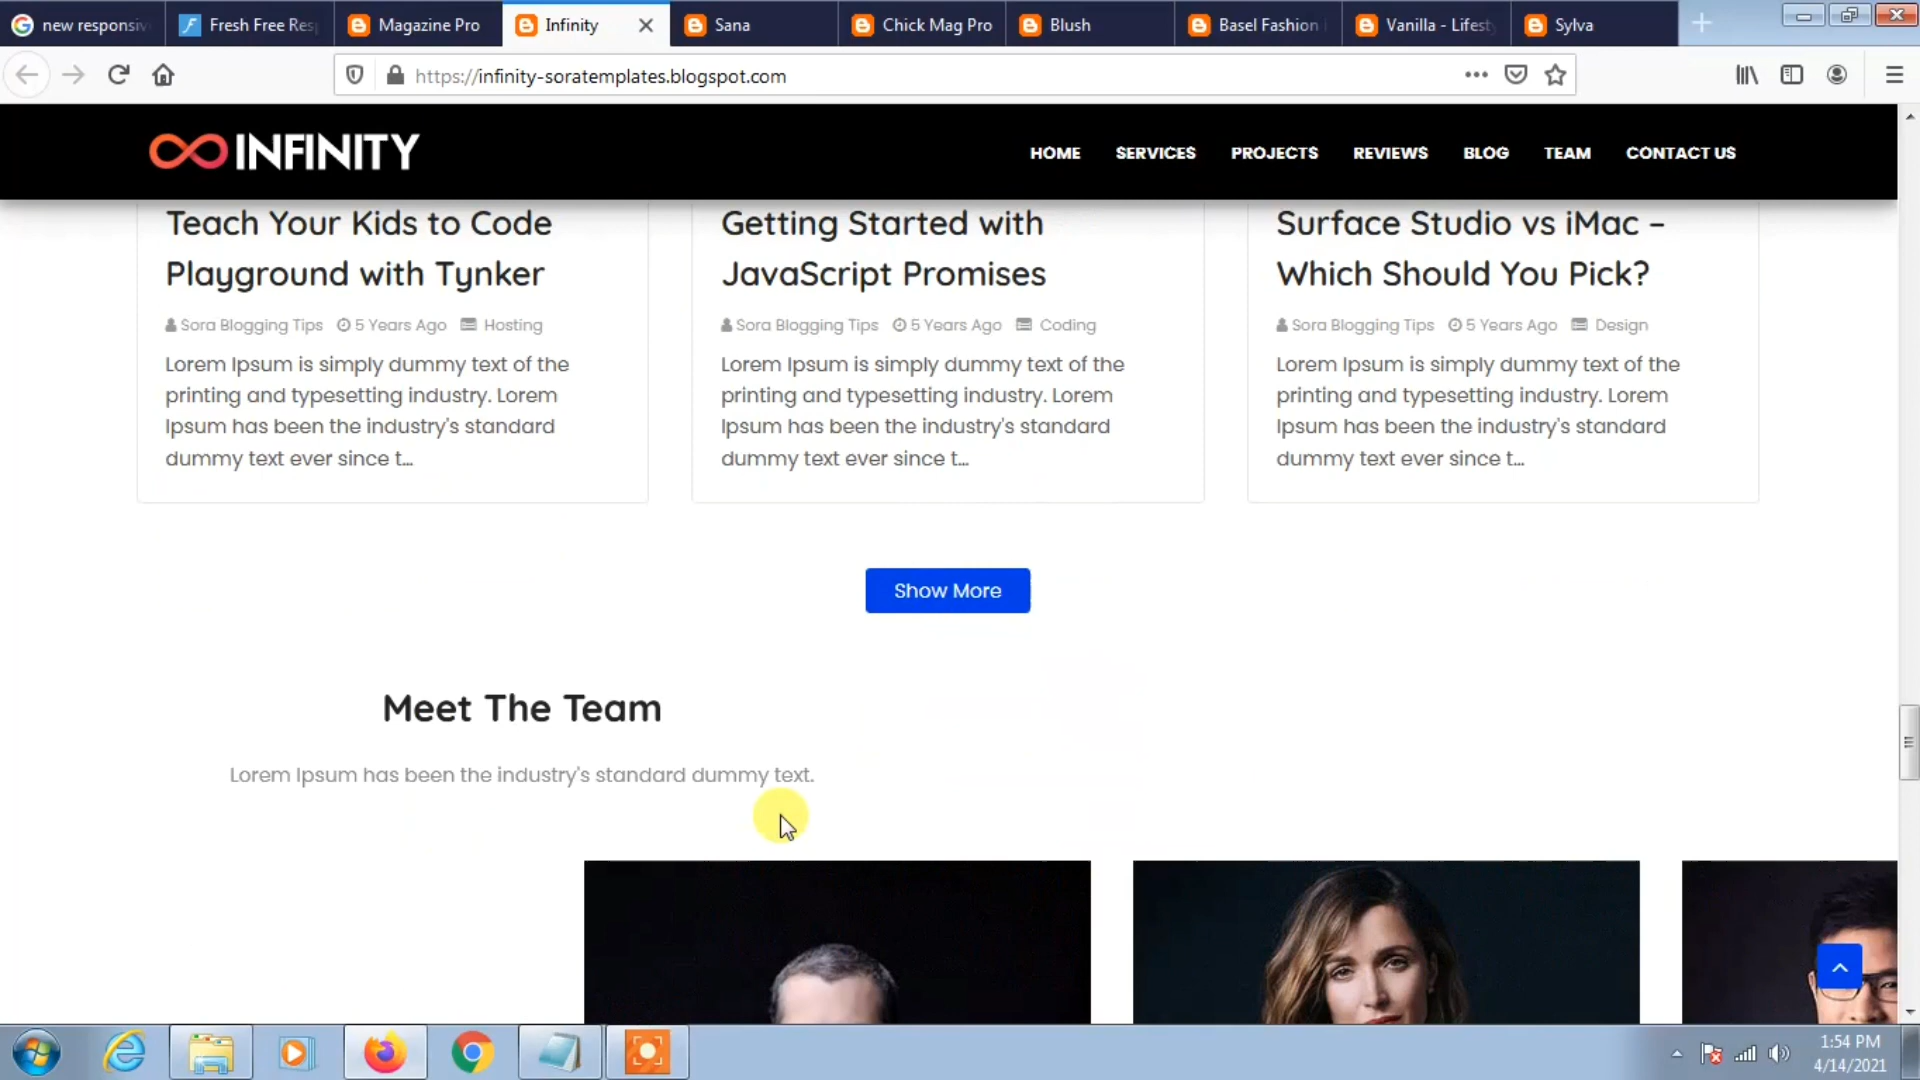 new responsiv
Fresh Free Res
Magazine Pro
Infinity
Sana
Chick Mag Pro
Blush
Basel Fashion
Vanilla - Lifest
Sylva
https://infinity-soratemplates.blogspot.com
INFINITY
HOME
SERVICES
PROJECTS
REVIEWS
BLOG
TEAM
CONTACT US
Teach Your Kids to Code
Playground with Tynker
Sora Blogging Tips 5 Years Ago Hosting
Lorem Ipsum is simply dummy text of the
printing and typesetting industry. Lorem
Ipsum has been the industry's standard
dummy text ever since t...
Getting Started with
JavaScript Promises
Sora Blogging Tips 5 Years Ago Coding
Lorem Ipsum is simply dummy text of the
printing and typesetting industry. Lorem
Ipsum has been the industry's standard
dummy text ever since t...
Surface Studio vs iMac –
Which Should You Pick?
Sora Blogging Tips 5 Years Ago Design
Lorem Ipsum is simply dummy text of the
printing and typesetting industry. Lorem
Ipsum has been the industry's standard
dummy text ever since t...
Show More
Meet The Team
Lorem Ipsum has been the industry's standard dummy text.
1:54 PM
4/14/2021